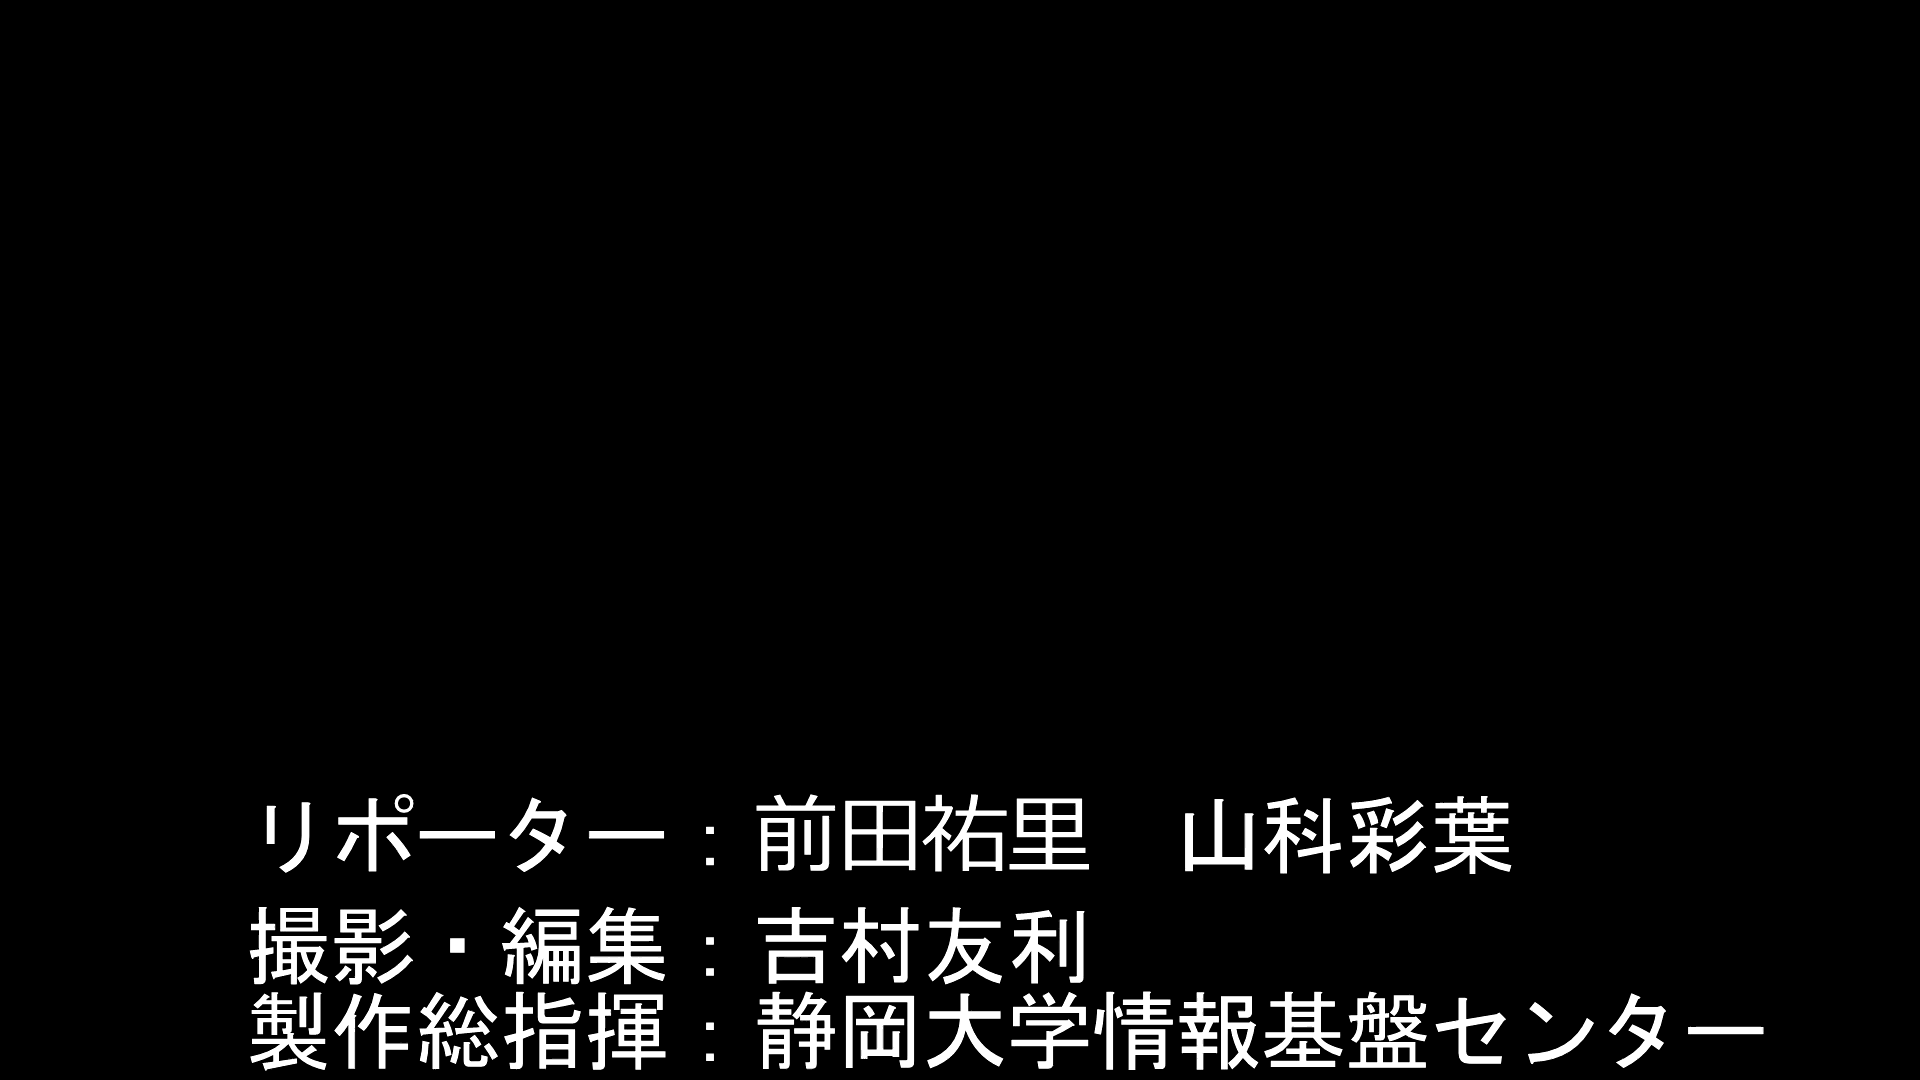 リポーター：前田祐里　山科彩葉
撮影・編集：吉村友利
製作総指揮：静岡大学情報基盤センター